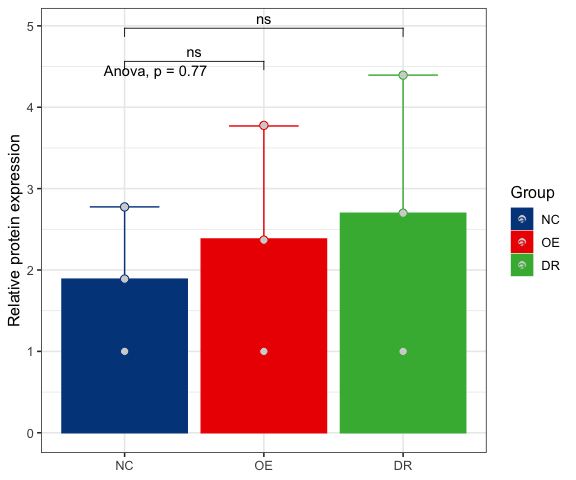 ns
ns
Anova, p = 0.77
Relative protein expression
5
4
3
2
1
0
NC
OE
DR
Group
NC
OE
DR